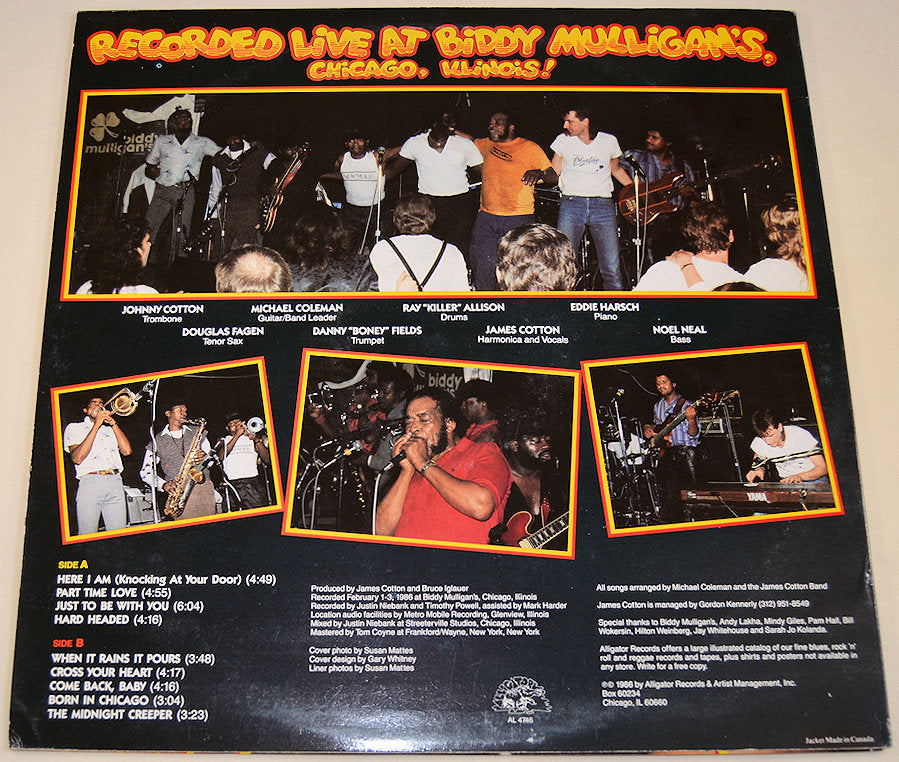 RECORDED LIVE AT BIDDY MULLIGAN'S,
CHICAGO, ILLINOIS!
biddy
mulligan's
JOHNNY COTTON
Trombone
MICHAEL COLEMAN
Guitar/Band Leader
RAY "KILLER" ALLISON
Drums
EDDIE HARSCH
Piano
DOUGLAS FAGEN
Tenor Sax
DANNY "BONEY" FIELDS
Trumpet
JAMES COTTON
Harmonica and Vocals
NOEL NEAL
Bass
biddy
YAMA
SIDE A
HERE I AM (Knocking At Your Door) (4:49)
PART TIME LOVE (4:55)
JUST TO BE WITH YOU (6:04)
HARD HEADED (4:16)
SIDE B
WHEN IT RAINS IT POURS (3:48)
CROSS YOUR HEART (4:17)
COME BACK, BABY (4:16)
BORN IN CHICAGO (3:04)
THE MIDNIGHT CREEPER (3:23)
Produced by James Cotton and Bruce Iglauer
Recorded February 1-3, 1986 at Biddy Mulligan's, Chicago, Illinois
Recorded by Justin Niebank and Timothy Powell, assisted by Mark Harder
Location audio facilities by Metro Mobile Recording, Glenview, Illinois
Mixed by Justin Niebank at Streeterville Studios, Chicago, Illinois
Mastered by Tom Coyne at Frankford/Wayne, New York, New York
Cover photo by Susan Mattes
Cover design by Gary Whitney
Liner photos by Susan Mattes
ALLIGATOR
AL 4746
All songs arranged by Michael Coleman and the James Cotton Band
James Cotton is managed by Gordon Kennerly (312) 951-8549
Special thanks to Biddy Mulligan's, Andy Lakha, Mindy Giles, Pam Hall, Bill
Wokersin, Hilton Weinberg, Jay Whitehouse and Sarah Jo Kolanda.
Alligator Records offers a large illustrated catalog of our fine blues, rock 'n'
roll and reggae records and tapes, plus shirts and posters not available in
any store. Write for a free copy.
℗© 1986 by Alligator Records & Artist Management, Inc.
Box 60234
Chicago, IL 60660
Jacket Made in Canada